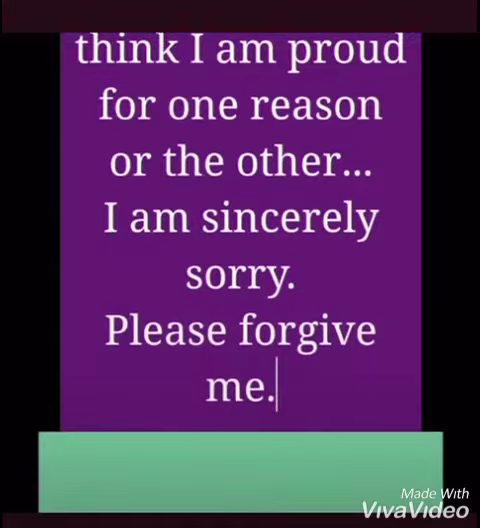 think I am proud
for one reason
or the other...
I am sincerely
sorry.
Please forgive
me.
Made With
VivaVideo